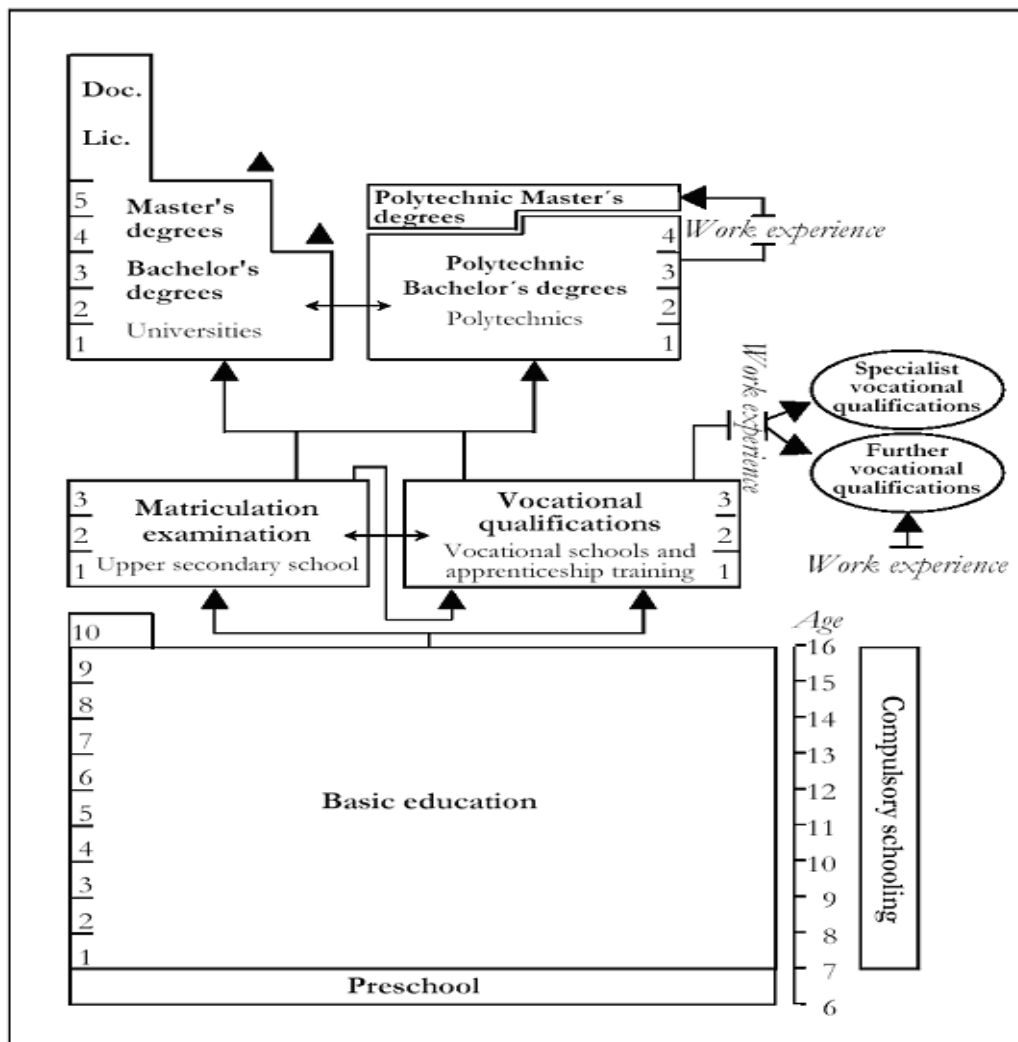 Doc.
Lic.
5
4
3
2
1
Master's
degrees
Bachelor's
degrees
Universities
Polytechnic Master´s
degrees
Work experience
Polytechnic
Bachelor´s degrees
Polytechnics
4
3
2
1
Work experience
Specialist
vocational
qualifications
Further
vocational
qualifications
Work experience
3
2
1
Matriculation
examination
Upper secondary school
Vocational
qualifications
Vocational schools and
apprenticeship training
3
2
1
10
9
8
7
6
5
4
3
2
1
Basic education
Preschool
Age
16
15
14
13
12
11
10
9
8
7
6
Compulsory schooling